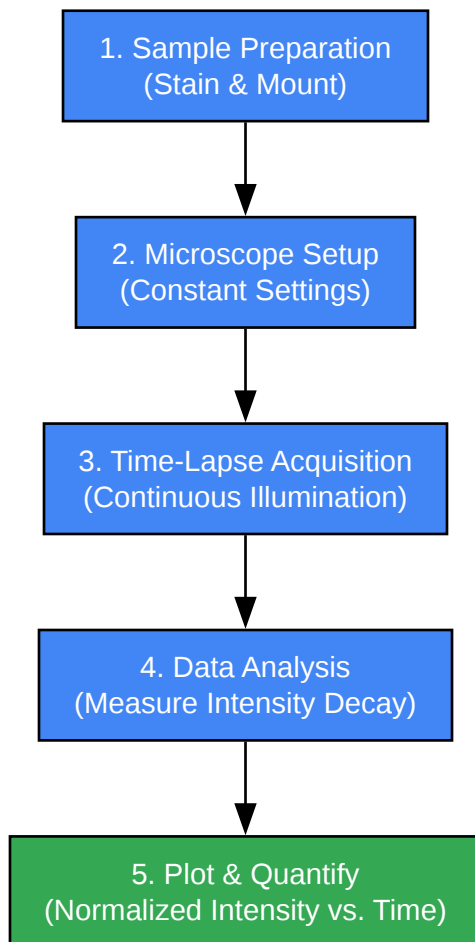 1. Sample Preparation
(Stain & Mount)
2. Microscope Setup
(Constant Settings)
3. Time-Lapse Acquisition
(Continuous Illumination)
4. Data Analysis
(Measure Intensity Decay)
5. Plot & Quantify
(Normalized Intensity vs. Time)